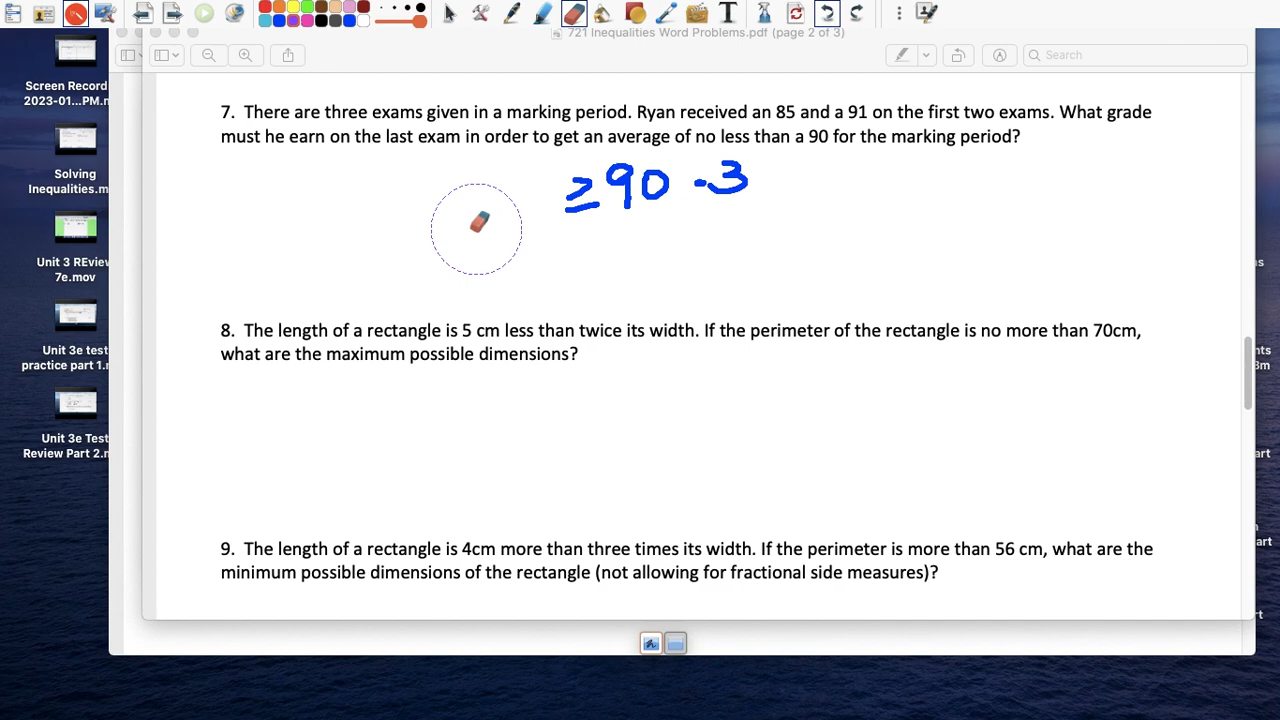 721 Inequalities Word Problems.pdf (page 2 of 3)
T
Search
Screen Record
2023-01...PM.m
Solving
Inequalities.m
Unit 3 REview
7e.mov
Unit 3e test
practice part 1.m
Unit 3e Test
Review Part 2.m
7. There are three exams given in a marking period. Ryan received an 85 and a 91 on the first two exams. What grade
must he earn on the last exam in order to get an average of no less than a 90 for the marking period?
≥ 90 · 3
8. The length of a rectangle is 5 cm less than twice its width. If the perimeter of the rectangle is no more than 70cm,
what are the maximum possible dimensions?
9. The length of a rectangle is 4cm more than three times its width. If the perimeter is more than 56 cm, what are the
minimum possible dimensions of the rectangle (not allowing for fractional side measures)?